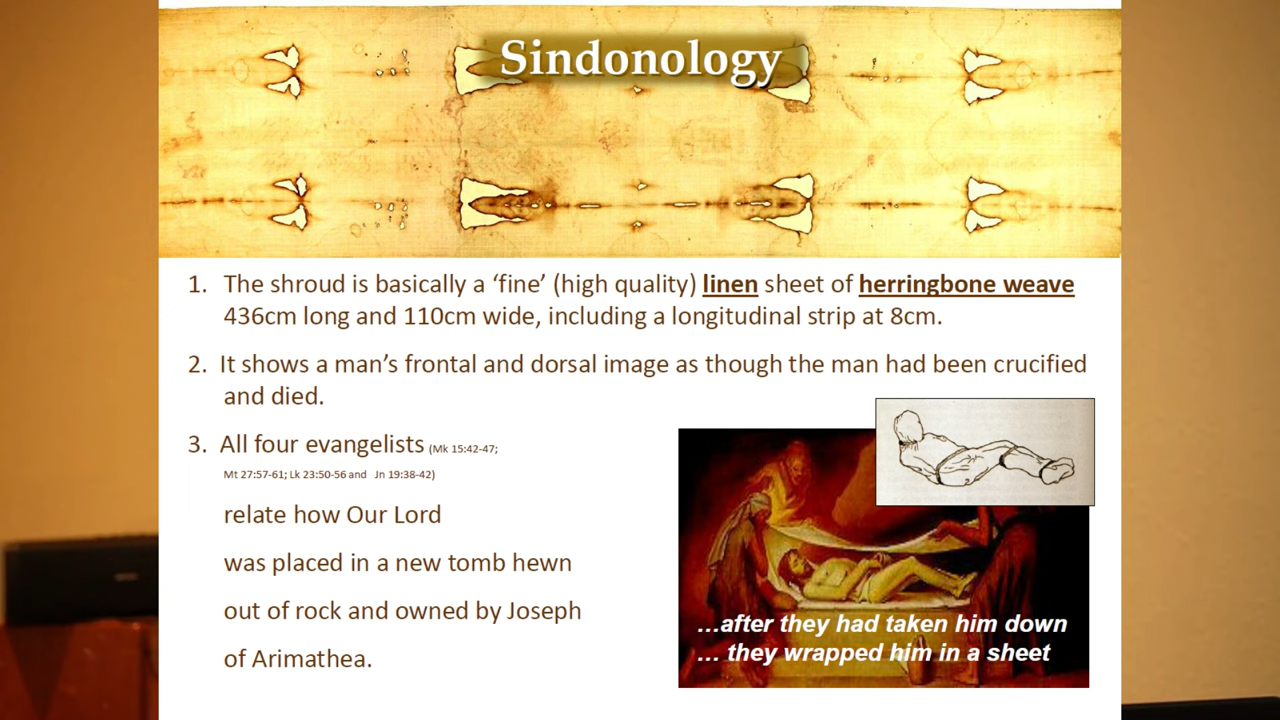 Sindonology
1. The shroud is basically a ‘fine’ (high quality) linen sheet of herringbone weave
436cm long and 110cm wide, including a longitudinal strip at 8cm.
2. It shows a man’s frontal and dorsal image as though the man had been crucified
and died.
3. All four evangelists (Mk 15:42-47;
Mt 27:57-61; Lk 23:50-56 and Jn 19:38-42)
relate how Our Lord
was placed in a new tomb hewn
out of rock and owned by Joseph
of Arimathea.
…after they had taken him down
… they wrapped him in a sheet